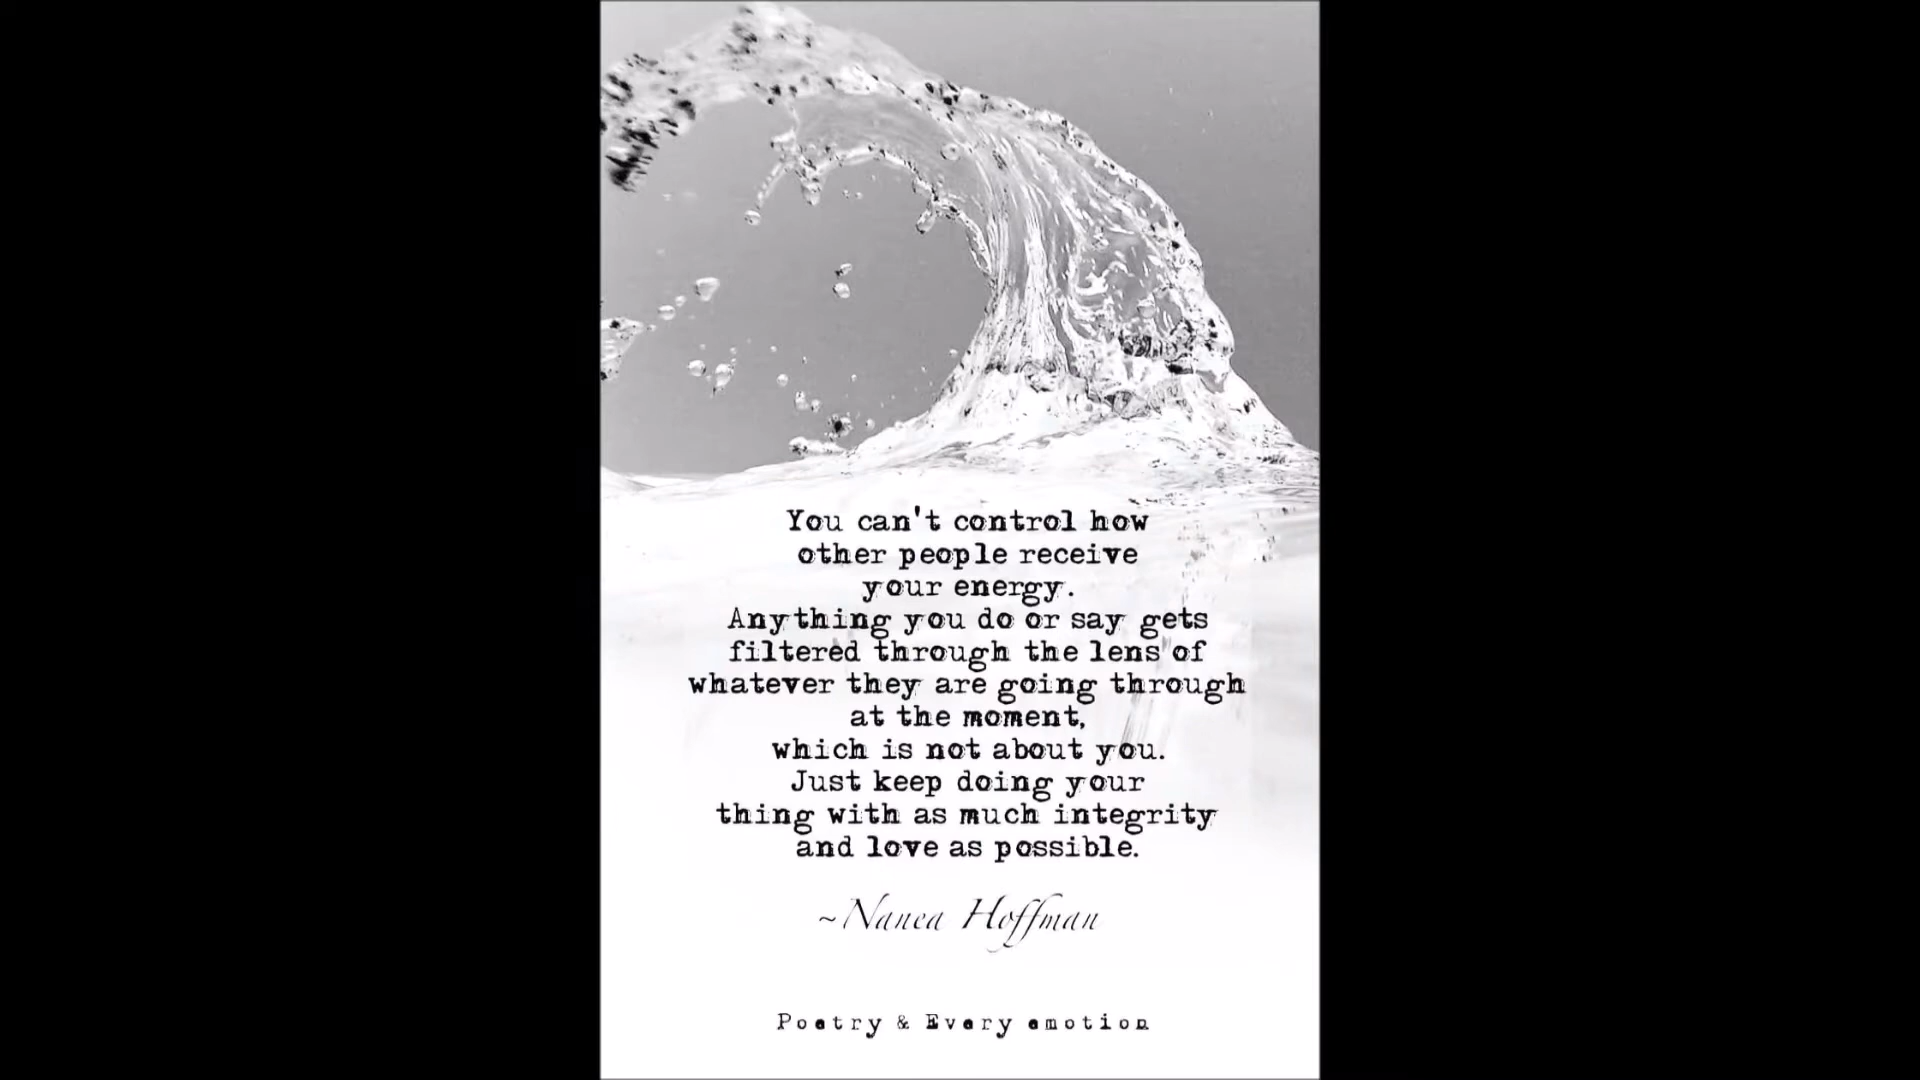 You can't control how
other people receive
your energy.
Anything you do or say gets
filtered through the lens of
whatever they are going through
at the moment,
which is not about you.
Just keep doing your
thing with as much integrity
and love as possible.
~Nanea Hoffman
Poetry & Every emotion